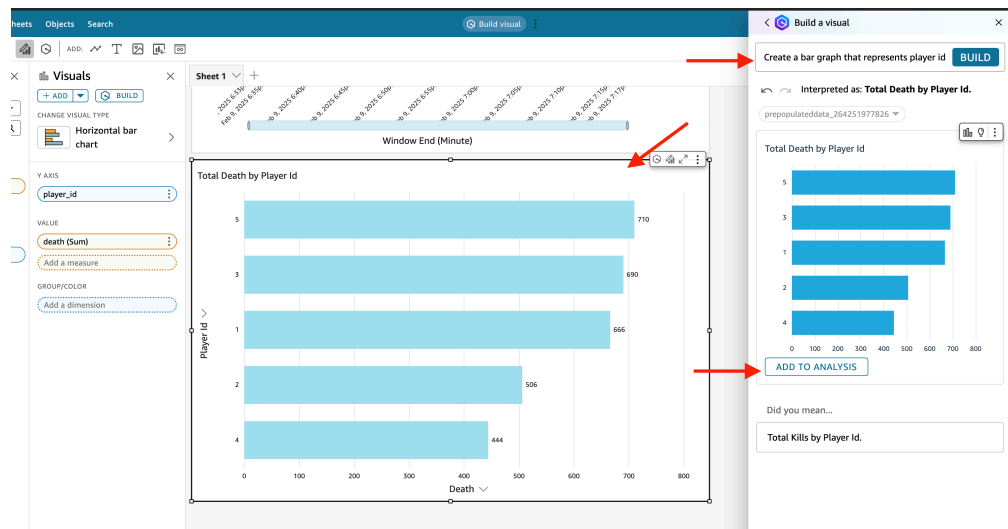 heets Objects Search
Build visual
Build a visual
ADD:
Create a bar graph that represents player id
BUILD
Visuals
+ ADD
BUILD
CHANGE VISUAL TYPE
Horizontal bar
chart
Y AXIS
player_id
VALUE
death (Sum)
Add a measure
GROUP/COLOR
Add a dimension
Sheet 1
Window End (Minute)
Total Death by Player Id
5
710
3
690
1
666
2
506
4
444
Player Id
0 100 200 300 400 500 600 700 800
Death
Interpreted as: Total Death by Player Id.
prepopulateddata_264251977826
Total Death by Player Id
5
3
1
2
4
0 100 200 300 400 500 600 700 800
ADD TO ANALYSIS
Did you mean...
Total Kills by Player Id.